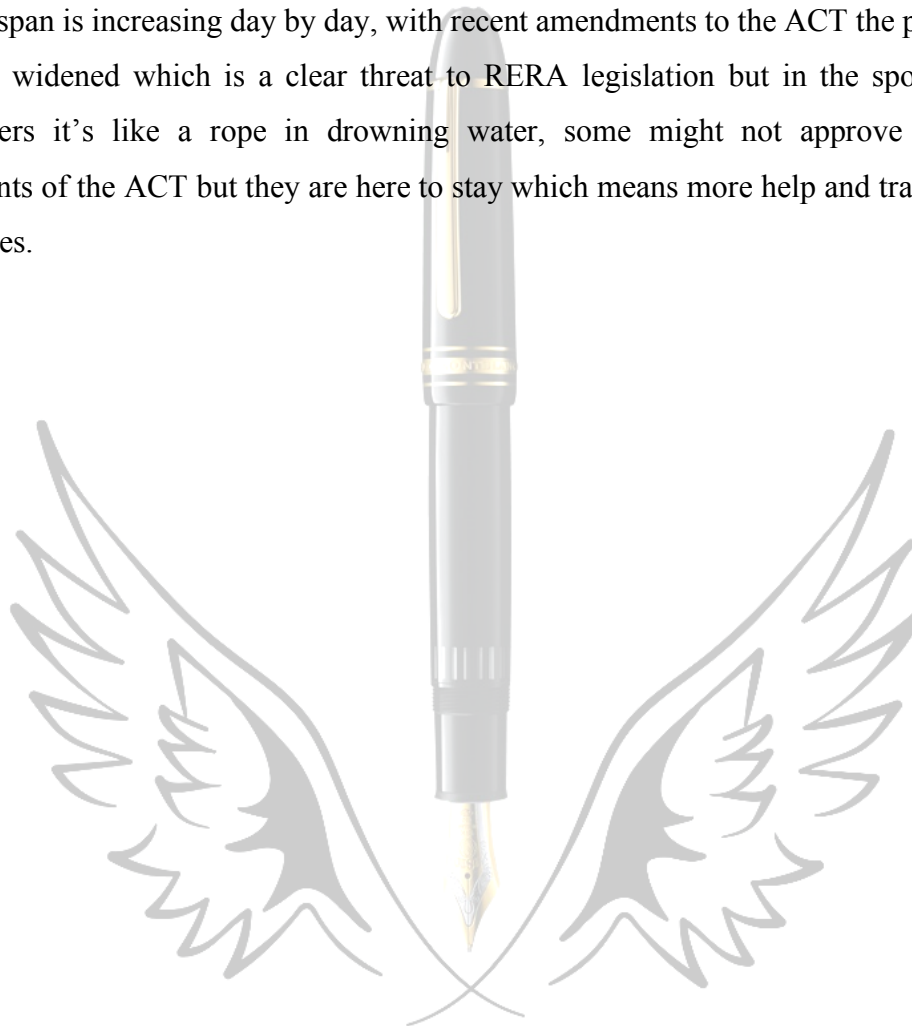 span is increasing day by day, with recent amendments to the ACT the p
widened which is a clear threat to RERA legislation but in the spo
ers it’s like a rope in drowning water, some might not approve
nts of the ACT but they are here to stay which means more help and tra
es.